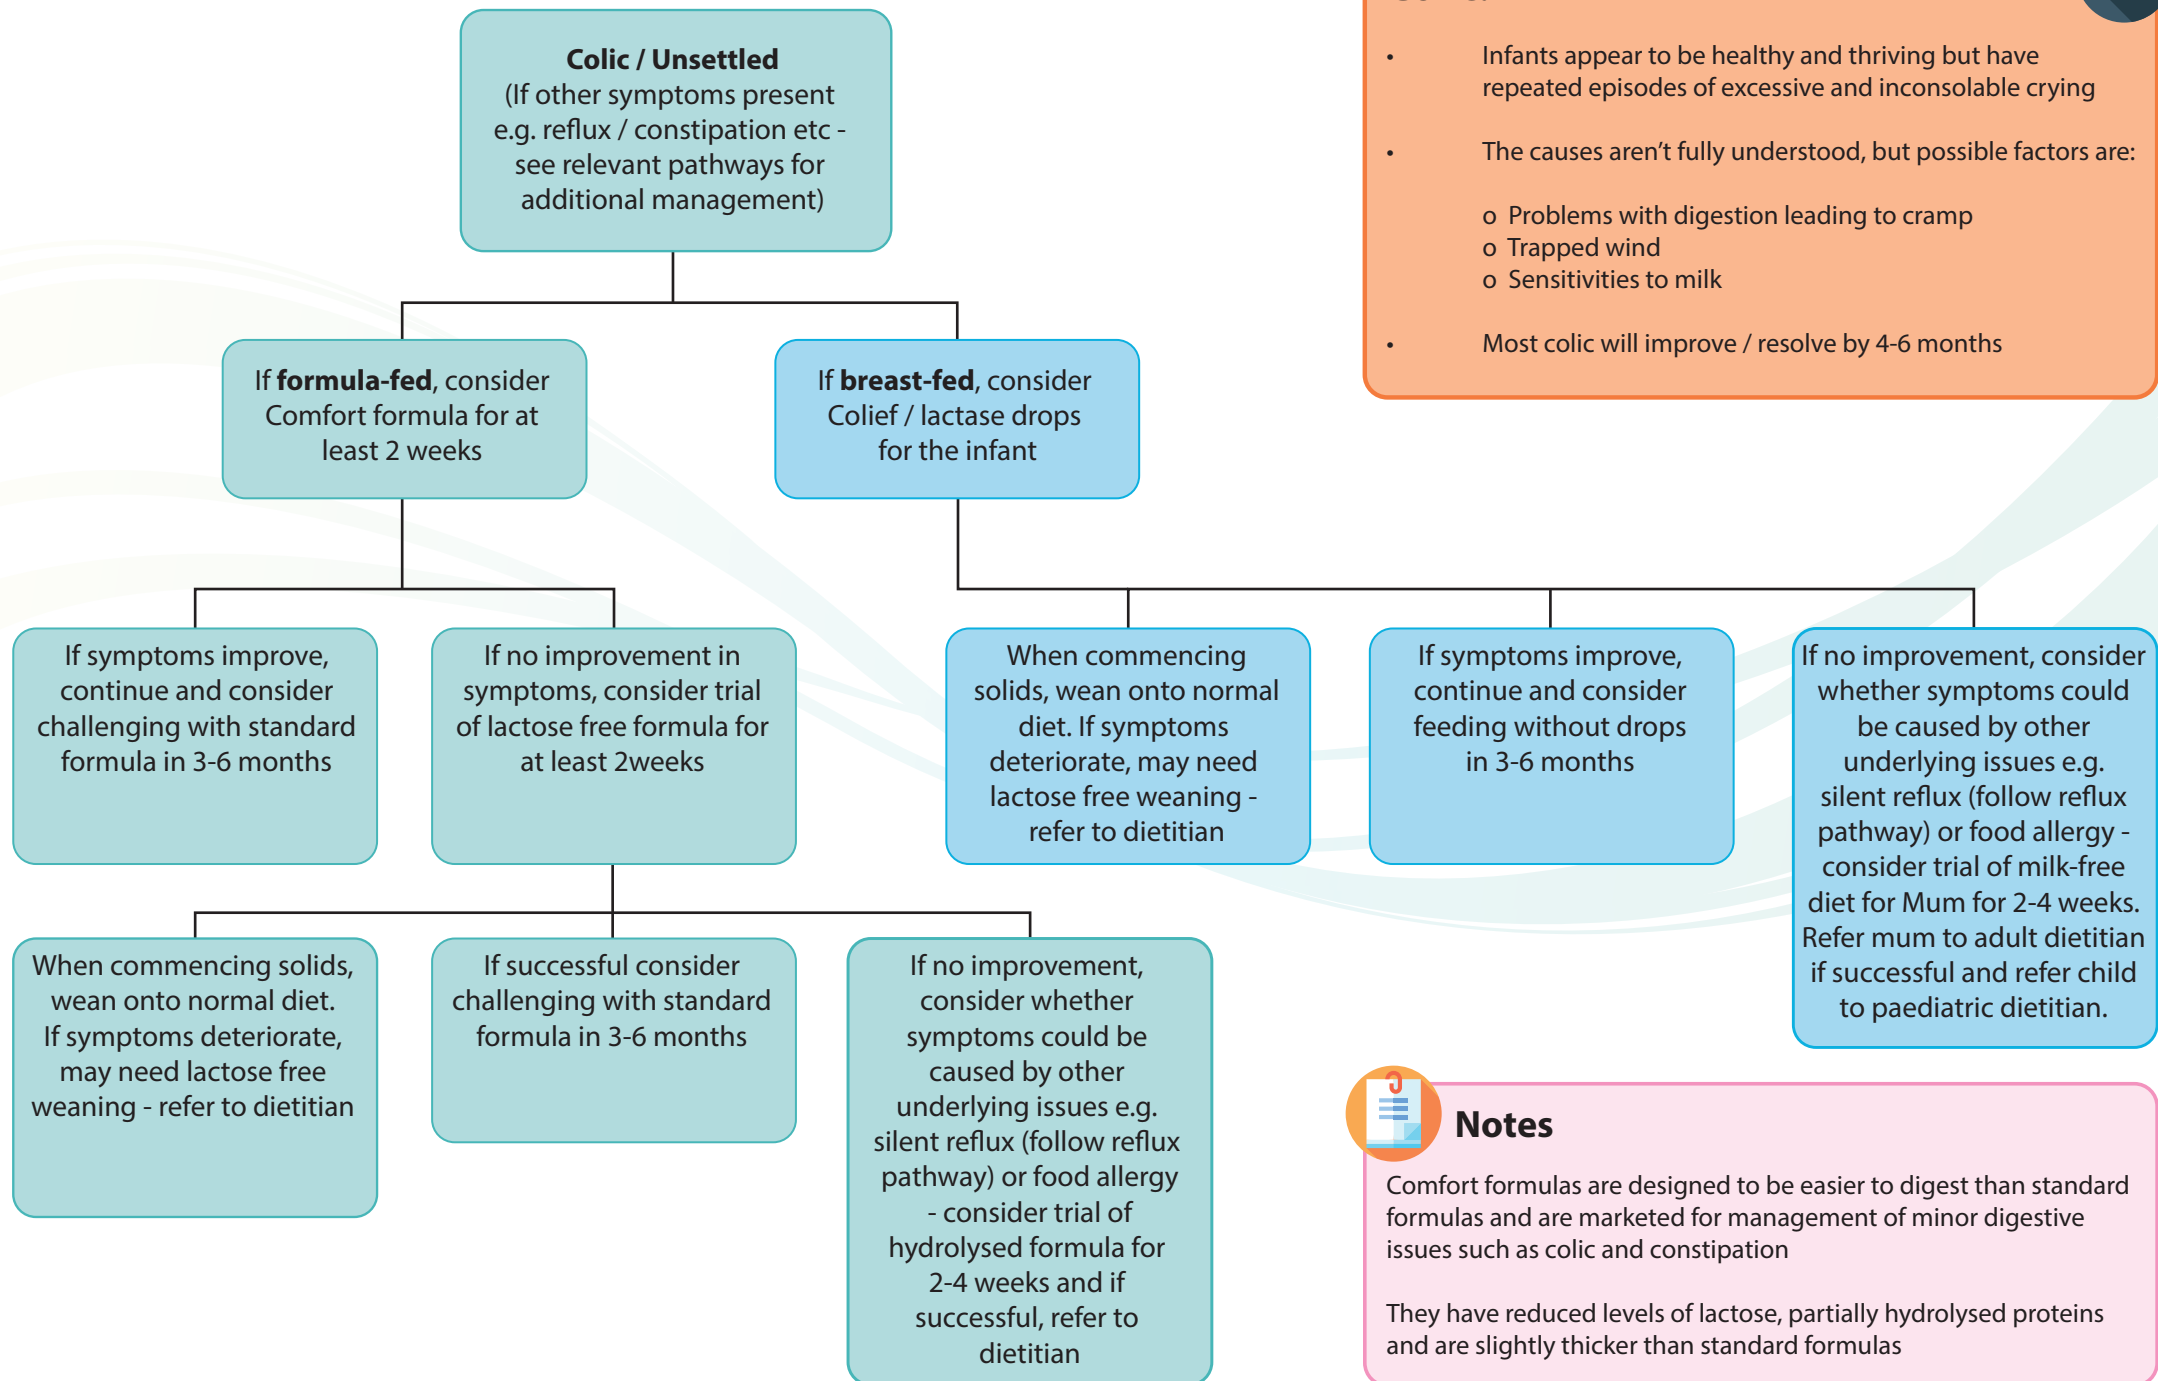 Colic / Unsettled
(If other symptoms present
e.g. reflux / constipation etc -
see relevant pathways for
additional management)
If formula-fed, consider
Comfort formula for at
least 2 weeks
If breast-fed, consider
Colief / lactase drops
for the infant
If symptoms improve,
continue and consider
challenging with standard
formula in 3-6 months
If no improvement in
symptoms, consider trial
of lactose free formula for
at least 2weeks
When commencing
solids, wean onto normal
diet. If symptoms
deteriorate, may need
lactose free weaning -
refer to dietitian
If symptoms improve,
continue and consider
feeding without drops
in 3-6 months
If no improvement, consider
whether symptoms could
be caused by other
underlying issues e.g.
silent reflux (follow reflux
pathway) or food allergy -
consider trial of milk-free
diet for Mum for 2-4 weeks.
Refer mum to adult dietitian
if successful and refer child
to paediatric dietitian.
When commencing solids,
wean onto normal diet.
If symptoms deteriorate,
may need lactose free
weaning - refer to dietitian
If successful consider
challenging with standard
formula in 3-6 months
If no improvement,
consider whether
symptoms could be
caused by other
underlying issues e.g.
silent reflux (follow reflux
pathway) or food allergy
- consider trial of
hydrolysed formula for
2-4 weeks and if
successful, refer to
dietitian
• Infants appear to be healthy and thriving but have
repeated episodes of excessive and inconsolable crying
• The causes aren't fully understood, but possible factors are:
o Problems with digestion leading to cramp
o Trapped wind
o Sensitivities to milk
• Most colic will improve / resolve by 4-6 months
Notes
Comfort formulas are designed to be easier to digest than standard
formulas and are marketed for management of minor digestive
issues such as colic and constipation
They have reduced levels of lactose, partially hydrolysed proteins
and are slightly thicker than standard formulas